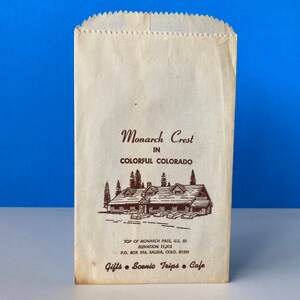 Monarch Crest
IN
COLORFUL COLORADO
TOP OF MONARCH PASS, U.S. 50
ELEVATION 11,312
P.O. BOX 316, SALIDA, COLO. 81201
Gifts • Scenic Trips • Cafe